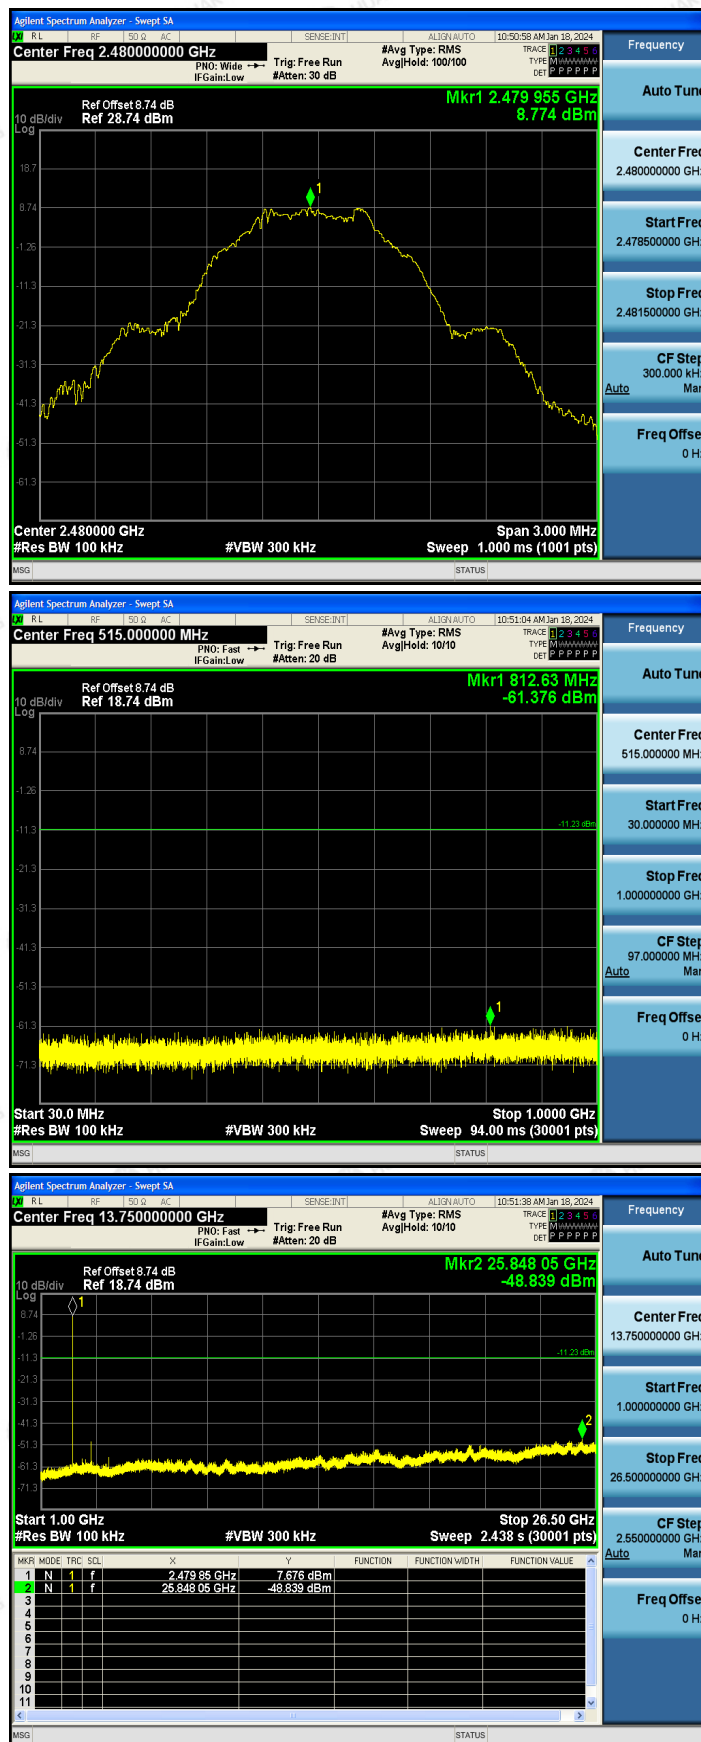 Agilent Spectrum Analyzer - Swept SA
LXI RL RF 50 Ω AC SENSE:INT ALIGN AUTO 10:50:58 AM Jan 18, 2024
Center Freq 2.480000000 GHz
PNO: Wide
IFGain:Low
Trig: Free Run
#Atten: 30 dB
#Avg Type: RMS
Avg|Hold: 100/100
TRACE 1 2 3 4 5 6
TYPE M
DET P P P P P P
Frequency
Mkr1 2.479 955 GHz
8.774 dBm
Ref Offset 8.74 dB
10 dB/div Ref 28.74 dBm
Log
18.7
8.74
-1.26
-11.3
-21.3
-31.3
-41.3
-51.3
-61.3
1
Center 2.480000 GHz Span 3.000 MHz
#Res BW 100 kHz #VBW 300 kHz Sweep 1.000 ms (1001 pts)
MSG STATUS
Auto Tune
Center Freq
2.480000000 GHz
Start Freq
2.478500000 GHz
Stop Freq
2.481500000 GHz
CF Step
300.000 kHz
Auto Man
Freq Offset
0 Hz
Agilent Spectrum Analyzer - Swept SA
LXI RL RF 50 Ω AC SENSE:INT ALIGN AUTO 10:51:04 AM Jan 18, 2024
Center Freq 515.000000 MHz
PNO: Fast
IFGain:Low
Trig: Free Run
#Atten: 20 dB
#Avg Type: RMS
Avg|Hold: 10/10
TRACE 1 2 3 4 5 6
TYPE M
DET P P P P P P
Frequency
Mkr1 812.63 MHz
-61.376 dBm
Ref Offset 8.74 dB
10 dB/div Ref 18.74 dBm
Log
8.74
-1.26
-11.3
-21.3
-31.3
-41.3
-51.3
-61.3
-71.3
-11.23 dBm
1
Start 30.0 MHz Stop 1.0000 GHz
#Res BW 100 kHz #VBW 300 kHz Sweep 94.00 ms (30001 pts)
MSG STATUS
Auto Tune
Center Freq
515.000000 MHz
Start Freq
30.000000 MHz
Stop Freq
1.000000000 GHz
CF Step
97.000000 MHz
Auto Man
Freq Offset
0 Hz
Agilent Spectrum Analyzer - Swept SA
LXI RL RF 50 Ω AC SENSE:INT ALIGN AUTO 10:51:38 AM Jan 18, 2024
Center Freq 13.750000000 GHz
PNO: Fast
IFGain:Low
Trig: Free Run
#Atten: 20 dB
#Avg Type: RMS
Avg|Hold: 10/10
TRACE 1 2 3 4 5 6
TYPE M
DET P P P P P P
Frequency
Mkr2 25.848 05 GHz
-48.839 dBm
Ref Offset 8.74 dB
10 dB/div Ref 18.74 dBm
Log
8.74
-1.26
-11.3
-21.3
-31.3
-41.3
-51.3
-61.3
-71.3
-11.23 dBm
1
2
Start 1.00 GHz Stop 26.50 GHz
#Res BW 100 kHz #VBW 300 kHz Sweep 2.438 s (30001 pts)
MKR MODE TRC SCL X Y FUNCTION FUNCTION WIDTH FUNCTION VALUE
1 N 1 f 2.479 85 GHz 7.676 dBm
2 N 1 f 25.848 05 GHz -48.839 dBm
3
4
5
6
7
8
9
10
11
MSG STATUS
Auto Tune
Center Freq
13.750000000 GHz
Start Freq
1.000000000 GHz
Stop Freq
26.500000000 GHz
CF Step
2.550000000 GHz
Auto Man
Freq Offset
0 Hz